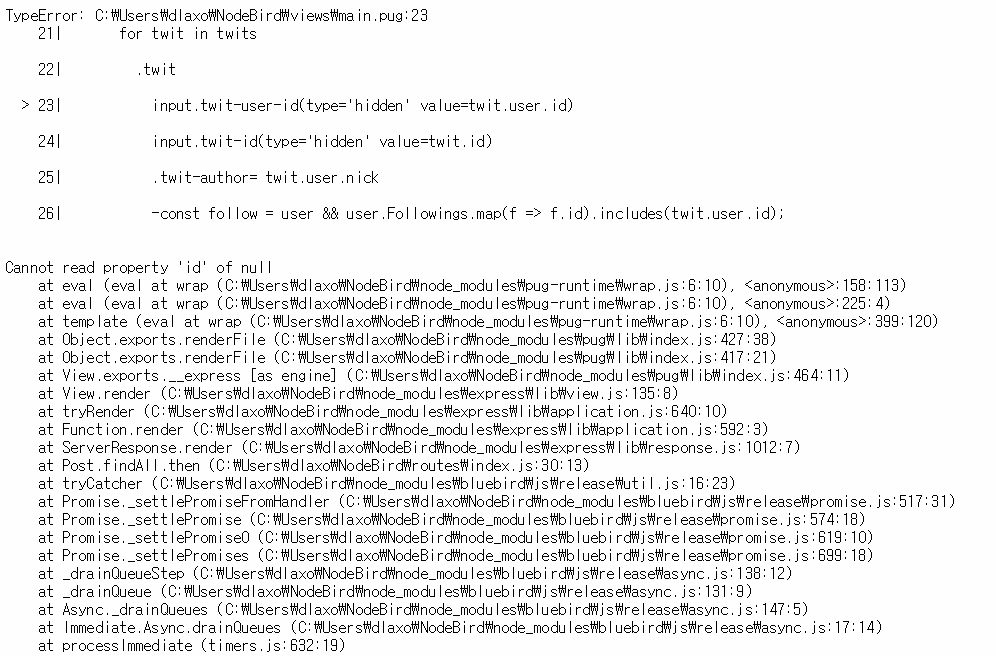 TypeError: C:₩Users₩dlaxo₩NodeBird₩views₩main.pug:23
21|       for twit in twits
22|         .twit
> 23|           input.twit-user-id(type='hidden' value=twit.user.id)
24|           input.twit-id(type='hidden' value=twit.id)
25|           .twit-author= twit.user.nick
26|           -const follow = user && user.Followings.map(f => f.id).includes(twit.user.id);
Cannot read property 'id' of null
at eval (eval at wrap (C:₩Users₩dlaxo₩NodeBird₩node_modules₩pug-runtime₩wrap.js:6:10), <anonymous>:158:113)
at eval (eval at wrap (C:₩Users₩dlaxo₩NodeBird₩node_modules₩pug-runtime₩wrap.js:6:10), <anonymous>:225:4)
at template (eval at wrap (C:₩Users₩dlaxo₩NodeBird₩node_modules₩pug-runtime₩wrap.js:6:10), <anonymous>:399:120)
at Object.exports.renderFile (C:₩Users₩dlaxo₩NodeBird₩node_modules₩pug₩lib₩index.js:427:38)
at Object.exports.renderFile (C:₩Users₩dlaxo₩NodeBird₩node_modules₩pug₩lib₩index.js:417:21)
at View.exports.__express [as engine] (C:₩Users₩dlaxo₩NodeBird₩node_modules₩pug₩lib₩index.js:464:11)
at View.render (C:₩Users₩dlaxo₩NodeBird₩node_modules₩express₩lib₩view.js:135:8)
at tryRender (C:₩Users₩dlaxo₩NodeBird₩node_modules₩express₩lib₩application.js:640:10)
at Function.render (C:₩Users₩dlaxo₩NodeBird₩node_modules₩express₩lib₩application.js:592:3)
at ServerResponse.render (C:₩Users₩dlaxo₩NodeBird₩node_modules₩express₩lib₩response.js:1012:7)
at Post.findAll.then (C:₩Users₩dlaxo₩NodeBird₩routes₩index.js:30:13)
at tryCatcher (C:₩Users₩dlaxo₩NodeBird₩node_modules₩bluebird₩js₩release₩util.js:16:23)
at Promise._settlePromiseFromHandler (C:₩Users₩dlaxo₩NodeBird₩node_modules₩bluebird₩js₩release₩promise.js:517:31)
at Promise._settlePromise (C:₩Users₩dlaxo₩NodeBird₩node_modules₩bluebird₩js₩release₩promise.js:574:18)
at Promise._settlePromise0 (C:₩Users₩dlaxo₩NodeBird₩node_modules₩bluebird₩js₩release₩promise.js:619:10)
at Promise._settlePromises (C:₩Users₩dlaxo₩NodeBird₩node_modules₩bluebird₩js₩release₩promise.js:699:18)
at _drainQueueStep (C:₩Users₩dlaxo₩NodeBird₩node_modules₩bluebird₩js₩release₩async.js:138:12)
at _drainQueue (C:₩Users₩dlaxo₩NodeBird₩node_modules₩bluebird₩js₩release₩async.js:131:9)
at Async._drainQueues (C:₩Users₩dlaxo₩NodeBird₩node_modules₩bluebird₩js₩release₩async.js:147:5)
at Immediate.Async.drainQueues (C:₩Users₩dlaxo₩NodeBird₩node_modules₩bluebird₩js₩release₩async.js:17:14)
at processImmediate (timers.js:632:19)